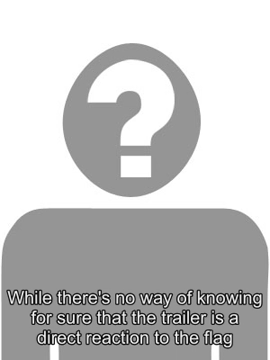 ?
While there's no way of knowing
for sure that the trailer is a
direct reaction to the flag